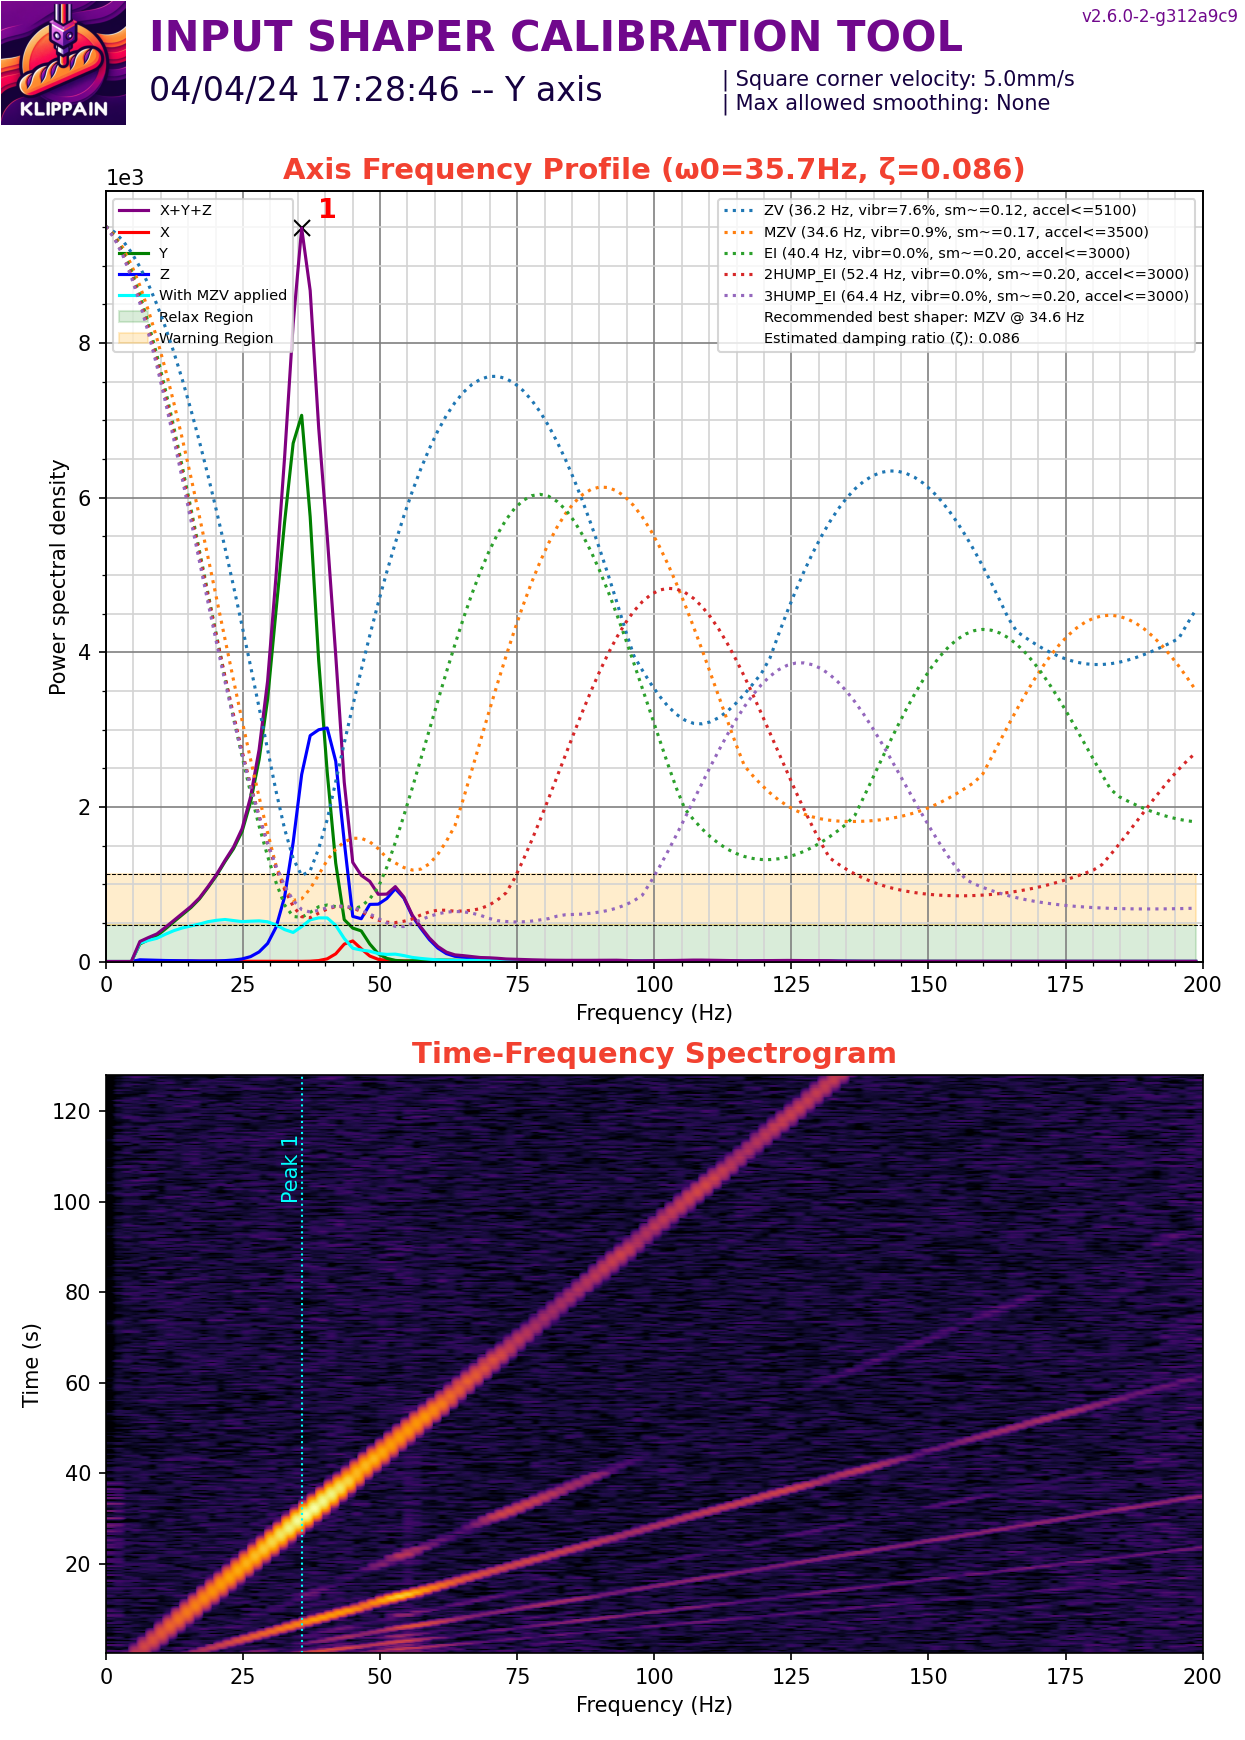 INPUT SHAPER CALIBRATION TOOL
v2.6.0-2-g312a9c9
04/04/24 17:28:46 -- Y axis
| Square corner velocity: 5.0mm/s
| Max allowed smoothing: None
KLIPPAIN
Axis Frequency Profile (ω0=35.7Hz, ζ=0.086)
1e3
1
X+Y+Z
X
Y
Z
With MZV applied
Relax Region
Warning Region
ZV (36.2 Hz, vibr=7.6%, sm~=0.12, accel<=5100)
MZV (34.6 Hz, vibr=0.9%, sm~=0.17, accel<=3500)
EI (40.4 Hz, vibr=0.0%, sm~=0.20, accel<=3000)
2HUMP_EI (52.4 Hz, vibr=0.0%, sm~=0.20, accel<=3000)
3HUMP_EI (64.4 Hz, vibr=0.0%, sm~=0.20, accel<=3000)
Recommended best shaper: MZV @ 34.6 Hz
Estimated damping ratio (ζ): 0.086
Power spectral density
8
6
4
2
0
0 25 50 75 100 125 150 175 200
Frequency (Hz)
Time-Frequency Spectrogram
Time (s)
120
100
80
60
40
20
Peak 1
0 25 50 75 100 125 150 175 200
Frequency (Hz)